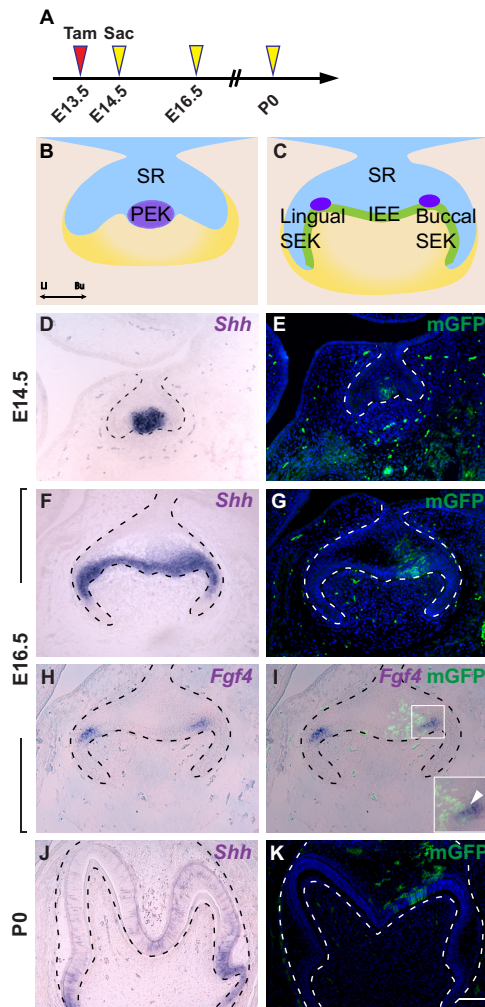 A
Tam Sac
E13.5 E14.5 E16.5 P0
B C
SR SR
PEK
Lingual IEE Buccal
SEK SEK
Li Bu
D Shh E mGFP
E14.5
F Shh G mGFP
E16.5
H Fgf4 I Fgf4 mGFP
J Shh K mGFP
P0